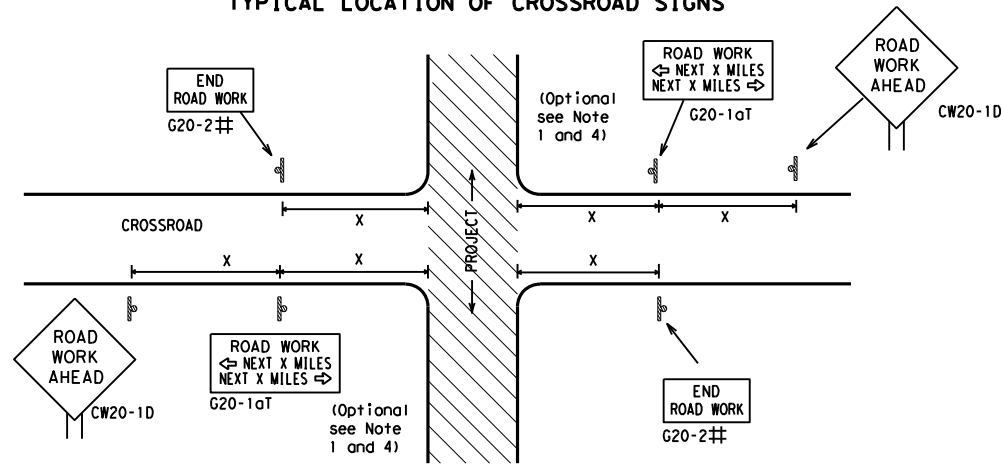 TYPICAL LOCATION OF CROSSROAD SIGNS
END
ROAD WORK
G20-2#
(Optional
see Note
1 and 4)
ROAD WORK
⇦ NEXT X MILES
NEXT X MILES ⇨
G20-1aT
ROAD
WORK
AHEAD
CW20-1D
X
X
X
CROSSROAD
PROJECT
X
X
X
ROAD
WORK
AHEAD
CW20-1D
ROAD WORK
⇦ NEXT X MILES
NEXT X MILES ⇨
G20-1aT
(Optional
see Note
1 and 4)
END
ROAD WORK
G20-2#